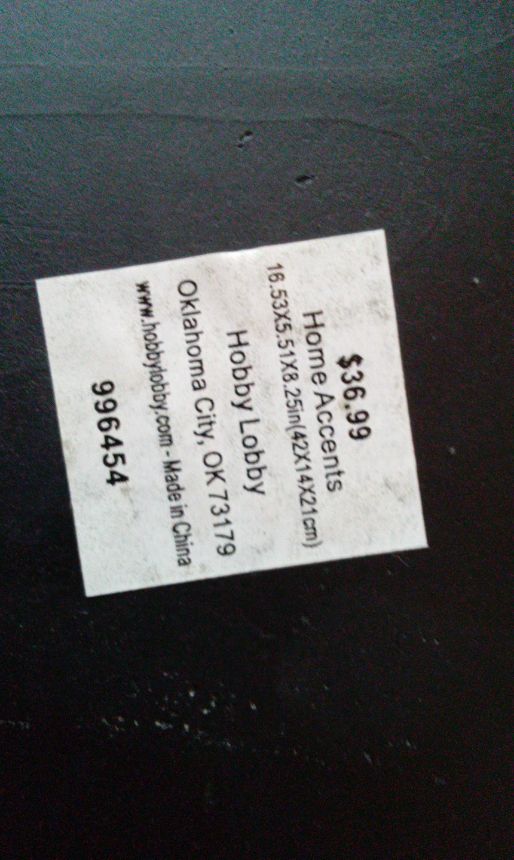 $36.99
Home Accents
16.53X5.51X8.25in(42X14X21cm)
Hobby Lobby
Oklahoma City, OK 73179
www.hobbylobby.com - Made in China
996454